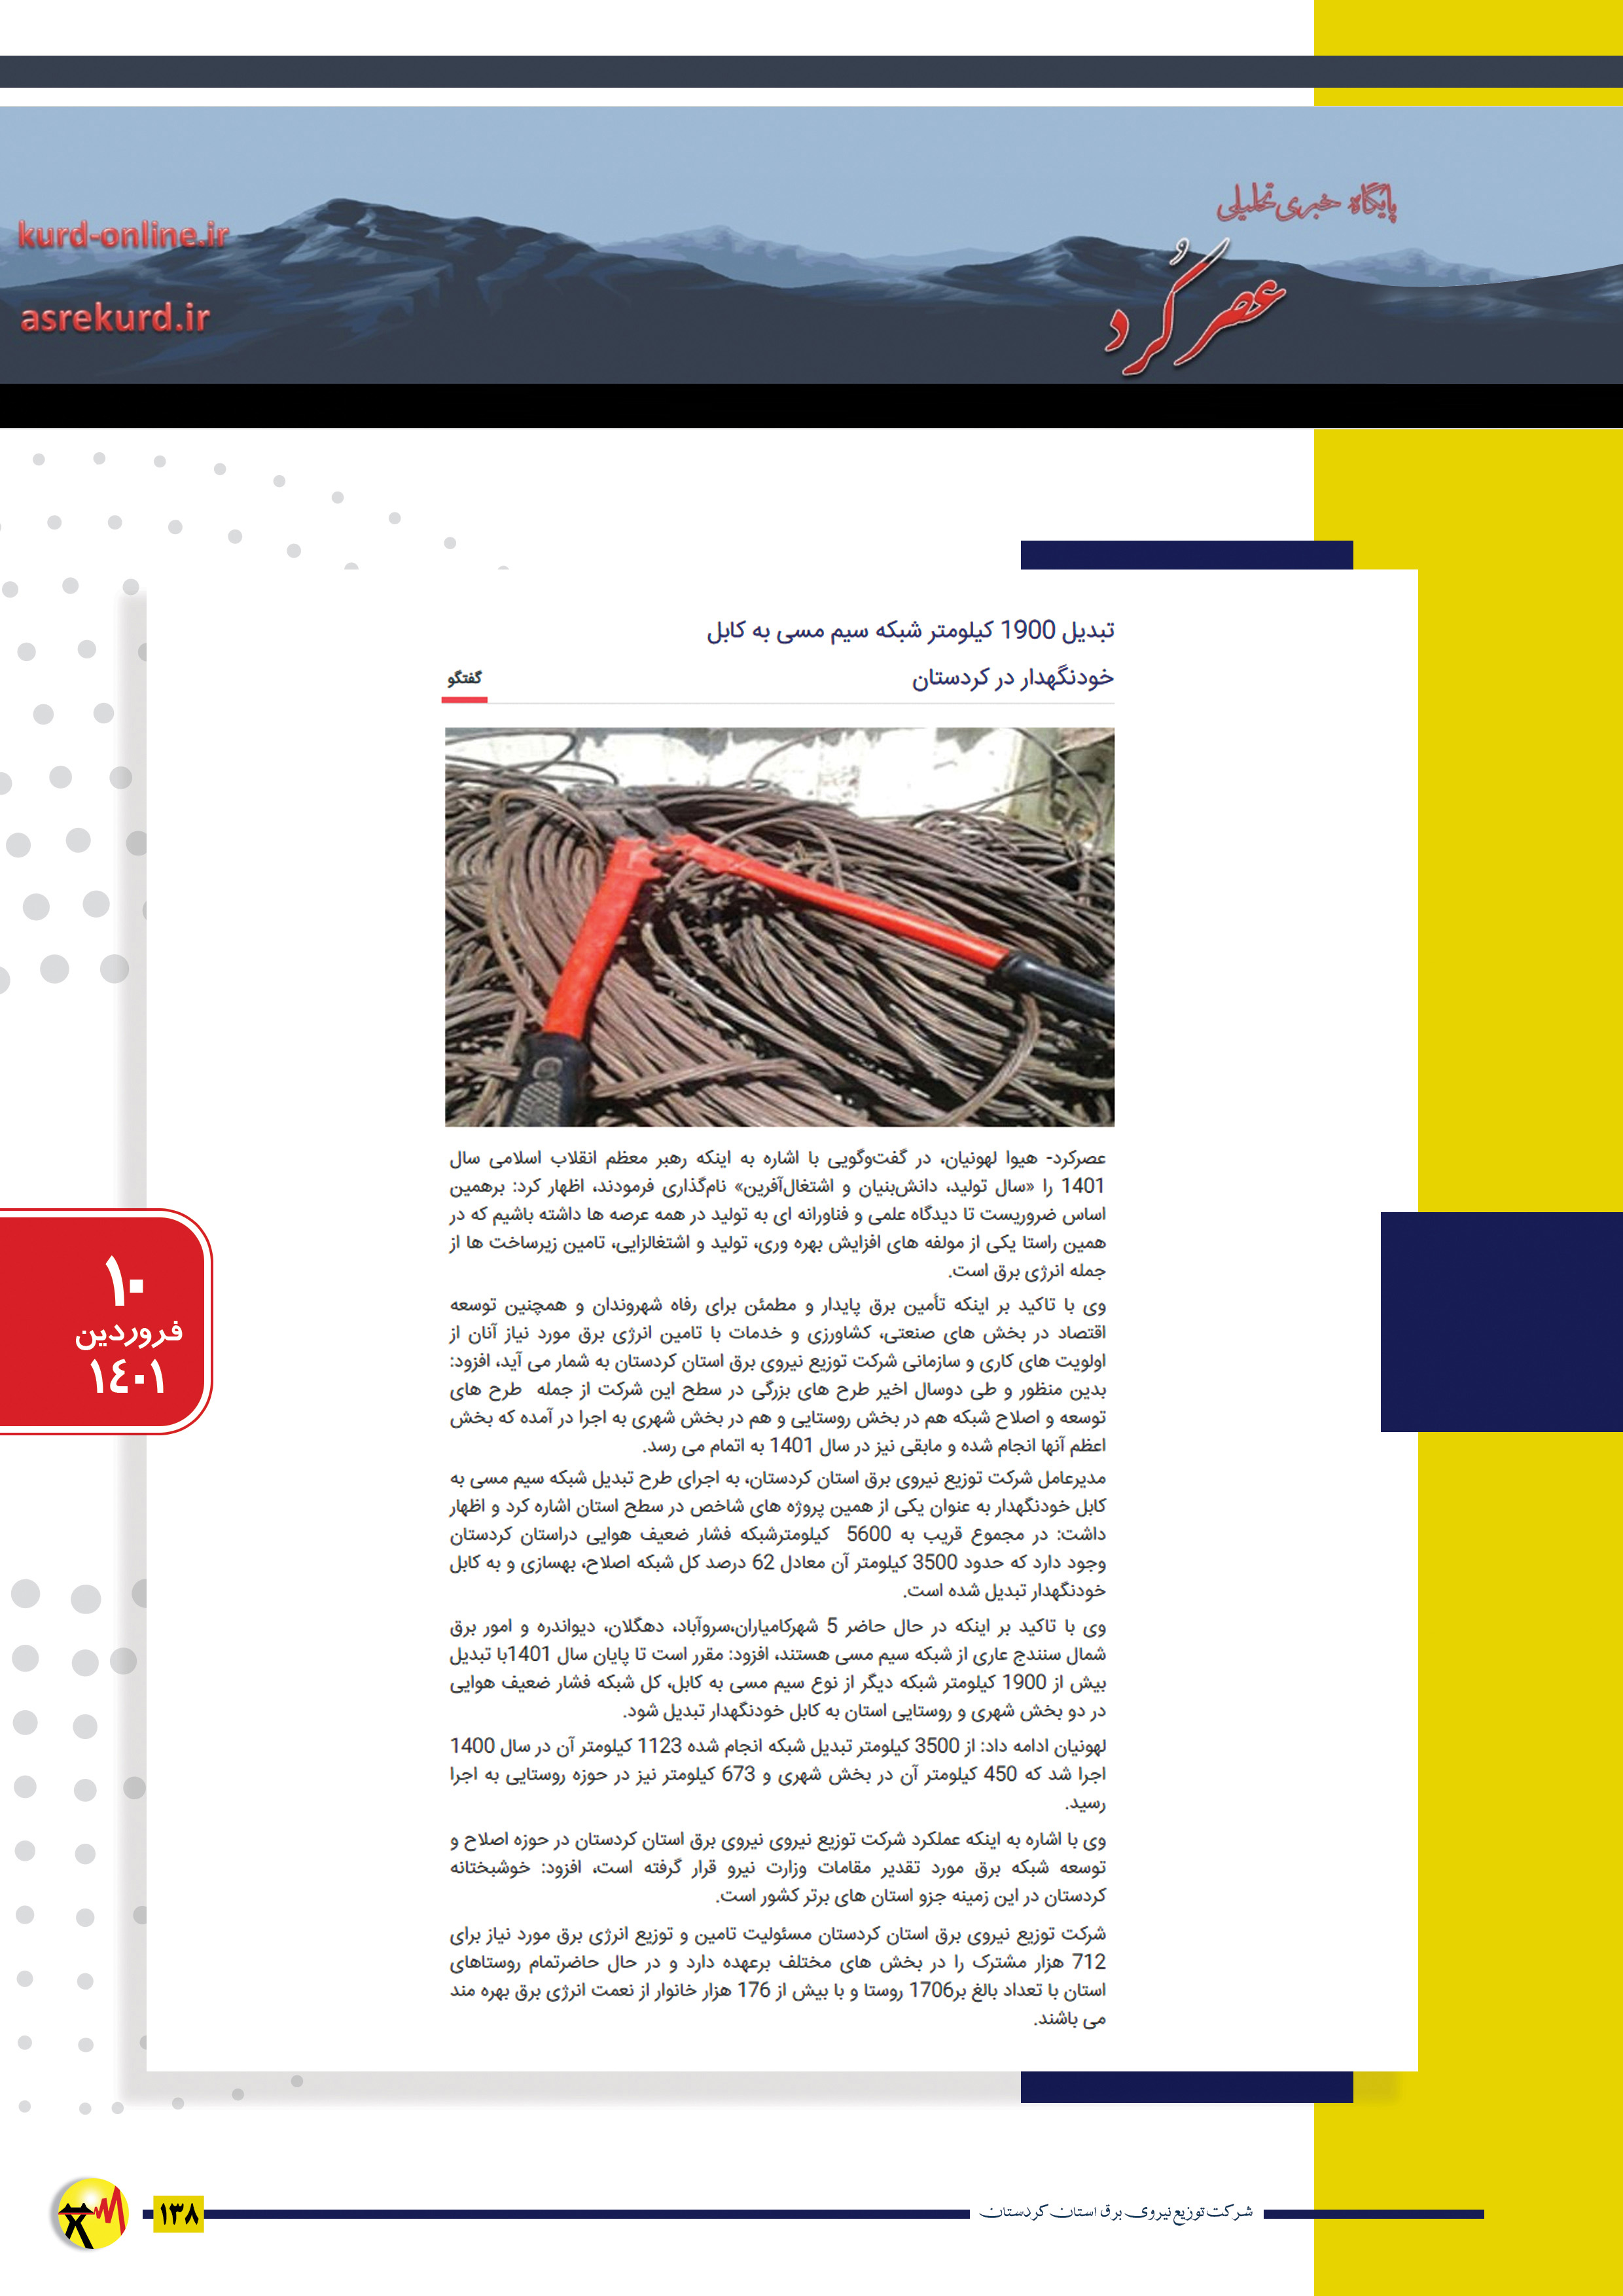 پایگاه خبری تحلیلی
عصر کُرد
kurd-online.ir
asrekurd.ir
تبدیل 1900 کیلومتر شبکه سیم مسی به کابل
خودنگهدار در کردستان
گفتگو
عصرکرد- هیوا لهونیان، در گفت‌وگویی با اشاره به اینکه رهبر معظم انقلاب اسلامی سال
1401 را «سال تولید، دانش‌بنیان و اشتغال‌آفرین» نام‌گذاری فرمودند، اظهار کرد: برهمین
اساس ضروریست تا دیدگاه علمی و فناورانه ای به تولید در همه عرصه ها داشته باشیم که در
همین راستا یکی از مولفه های افزایش بهره وری، تولید و اشتغالزایی، تامین زیرساخت ها از
جمله انرژی برق است.
وی با تاکید بر اینکه تأمین برق پایدار و مطمئن برای رفاه شهروندان و همچنین توسعه
اقتصاد در بخش های صنعتی، کشاورزی و خدمات با تامین انرژی برق مورد نیاز آنان از
اولویت های کاری و سازمانی شرکت توزیع نیروی برق استان کردستان به شمار می آید، افزود:
بدین منظور و طی دوسال اخیر طرح های بزرگی در سطح این شرکت از جمله طرح های
توسعه و اصلاح شبکه هم در بخش روستایی و هم در بخش شهری به اجرا در آمده که بخش
اعظم آنها انجام شده و مابقی نیز در سال 1401 به اتمام می رسد.
مدیرعامل شرکت توزیع نیروی برق استان کردستان، به اجرای طرح تبدیل شبکه سیم مسی به
کابل خودنگهدار به عنوان یکی از همین پروژه های شاخص در سطح استان اشاره کرد و اظهار
داشت: در مجموع قریب به 5600 کیلومترشبکه فشار ضعیف هوایی دراستان کردستان
وجود دارد که حدود 3500 کیلومتر آن معادل 62 درصد کل شبکه اصلاح، بهسازی و به کابل
خودنگهدار تبدیل شده است.
وی با تاکید بر اینکه در حال حاضر 5 شهرکامیاران،سروآباد، دهگلان، دیواندره و امور برق
شمال سنندج عاری از شبکه سیم مسی هستند، افزود: مقرر است تا پایان سال 1401با تبدیل
بیش از 1900 کیلومتر شبکه دیگر از نوع سیم مسی به کابل، کل شبکه فشار ضعیف هوایی
در دو بخش شهری و روستایی استان به کابل خودنگهدار تبدیل شود.
لهونیان ادامه داد: از 3500 کیلومتر تبدیل شبکه انجام شده 1123 کیلومتر آن در سال 1400
اجرا شد که 450 کیلومتر آن در بخش شهری و 673 کیلومتر نیز در حوزه روستایی به اجرا
رسید.
وی با اشاره به اینکه عملکرد شرکت توزیع نیروی نیروی برق استان کردستان در حوزه اصلاح و
توسعه شبکه برق مورد تقدیر مقامات وزارت نیرو قرار گرفته است، افزود: خوشبختانه
کردستان در این زمینه جزو استان های برتر کشور است.
شرکت توزیع نیروی برق استان کردستان مسئولیت تامین و توزیع انرژی برق مورد نیاز برای
712 هزار مشترک را در بخش های مختلف برعهده دارد و در حال حاضرتمام روستاهای
استان با تعداد بالغ بر1706 روستا و با بیش از 176 هزار خانوار از نعمت انرژی برق بهره مند
می باشند.
۱۰
فروردین
۱٤۰۱
شرکت توزیع نیروی برق استان کردستان
۱۳۸